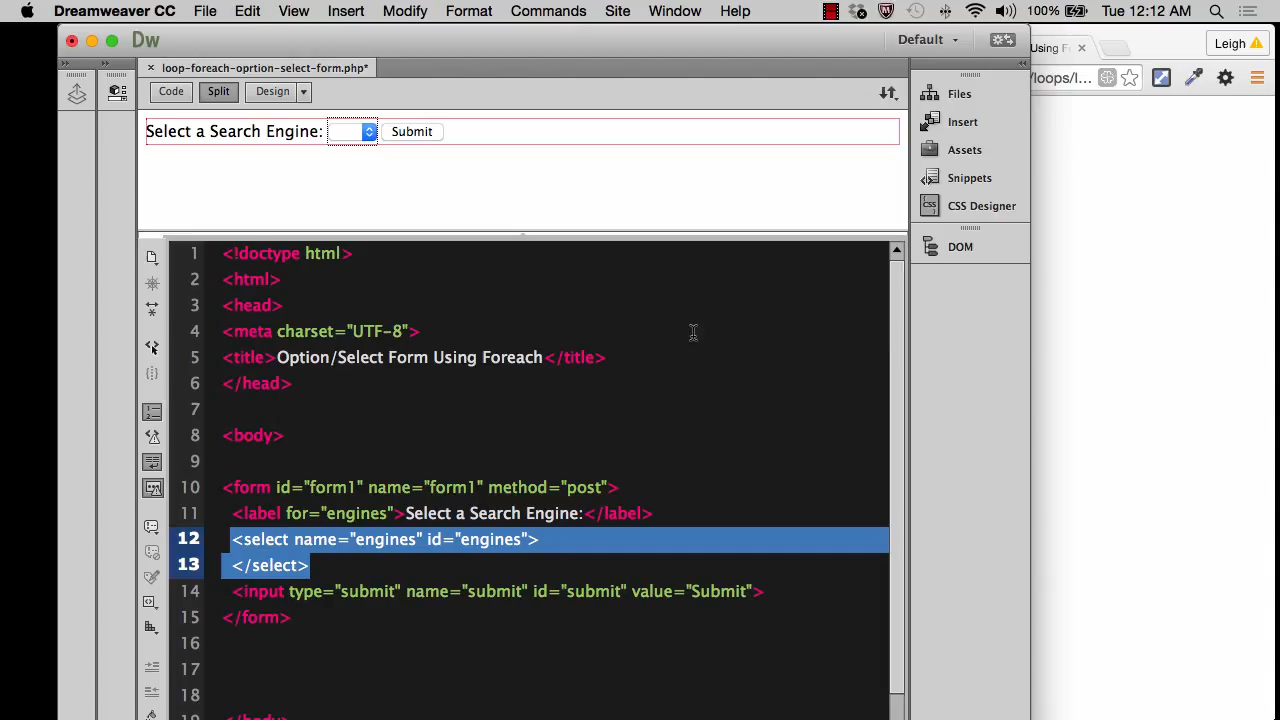 Dreamweaver CC File Edit View Insert Modify Format Commands Site Window Help 100% Tue 12:12 AM
Dw
Default
Using F
Leigh
loop-foreach-oprtion-select-form.php*
/loops/l...
Code Split Design
Files
Insert
Assets
Snippets
CSS Designer
DOM
Select a Search Engine: Submit
1 <!doctype html>
2 <html>
3 <head>
4 <meta charset="UTF-8">
5 <title>Option/Select Form Using Foreach</title>
6 </head>
7
8 <body>
9
10 <form id="form1" name="form1" method="post">
11 <label for="engines">Select a Search Engine:</label>
12 <select name="engines" id="engines">
13 </select>
14 <input type="submit" name="submit" id="submit" value="Submit">
15 </form>
16
17
18
</body>